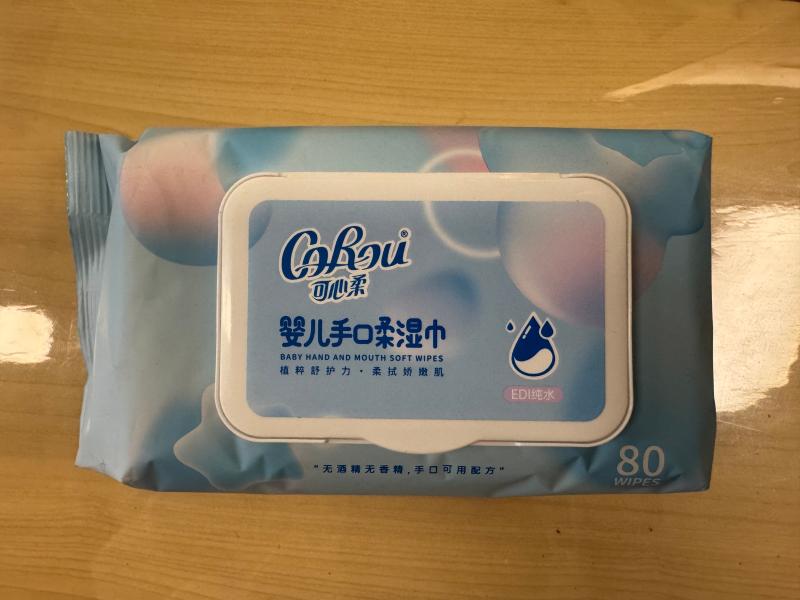 CoRou®
可心柔
婴儿手口柔湿巾
BABY HAND AND MOUTH SOFT WIPES
植粹舒护力·柔拭娇嫩肌
EDI纯水
"无酒精无香精,手口可用配方"
80
WIPES